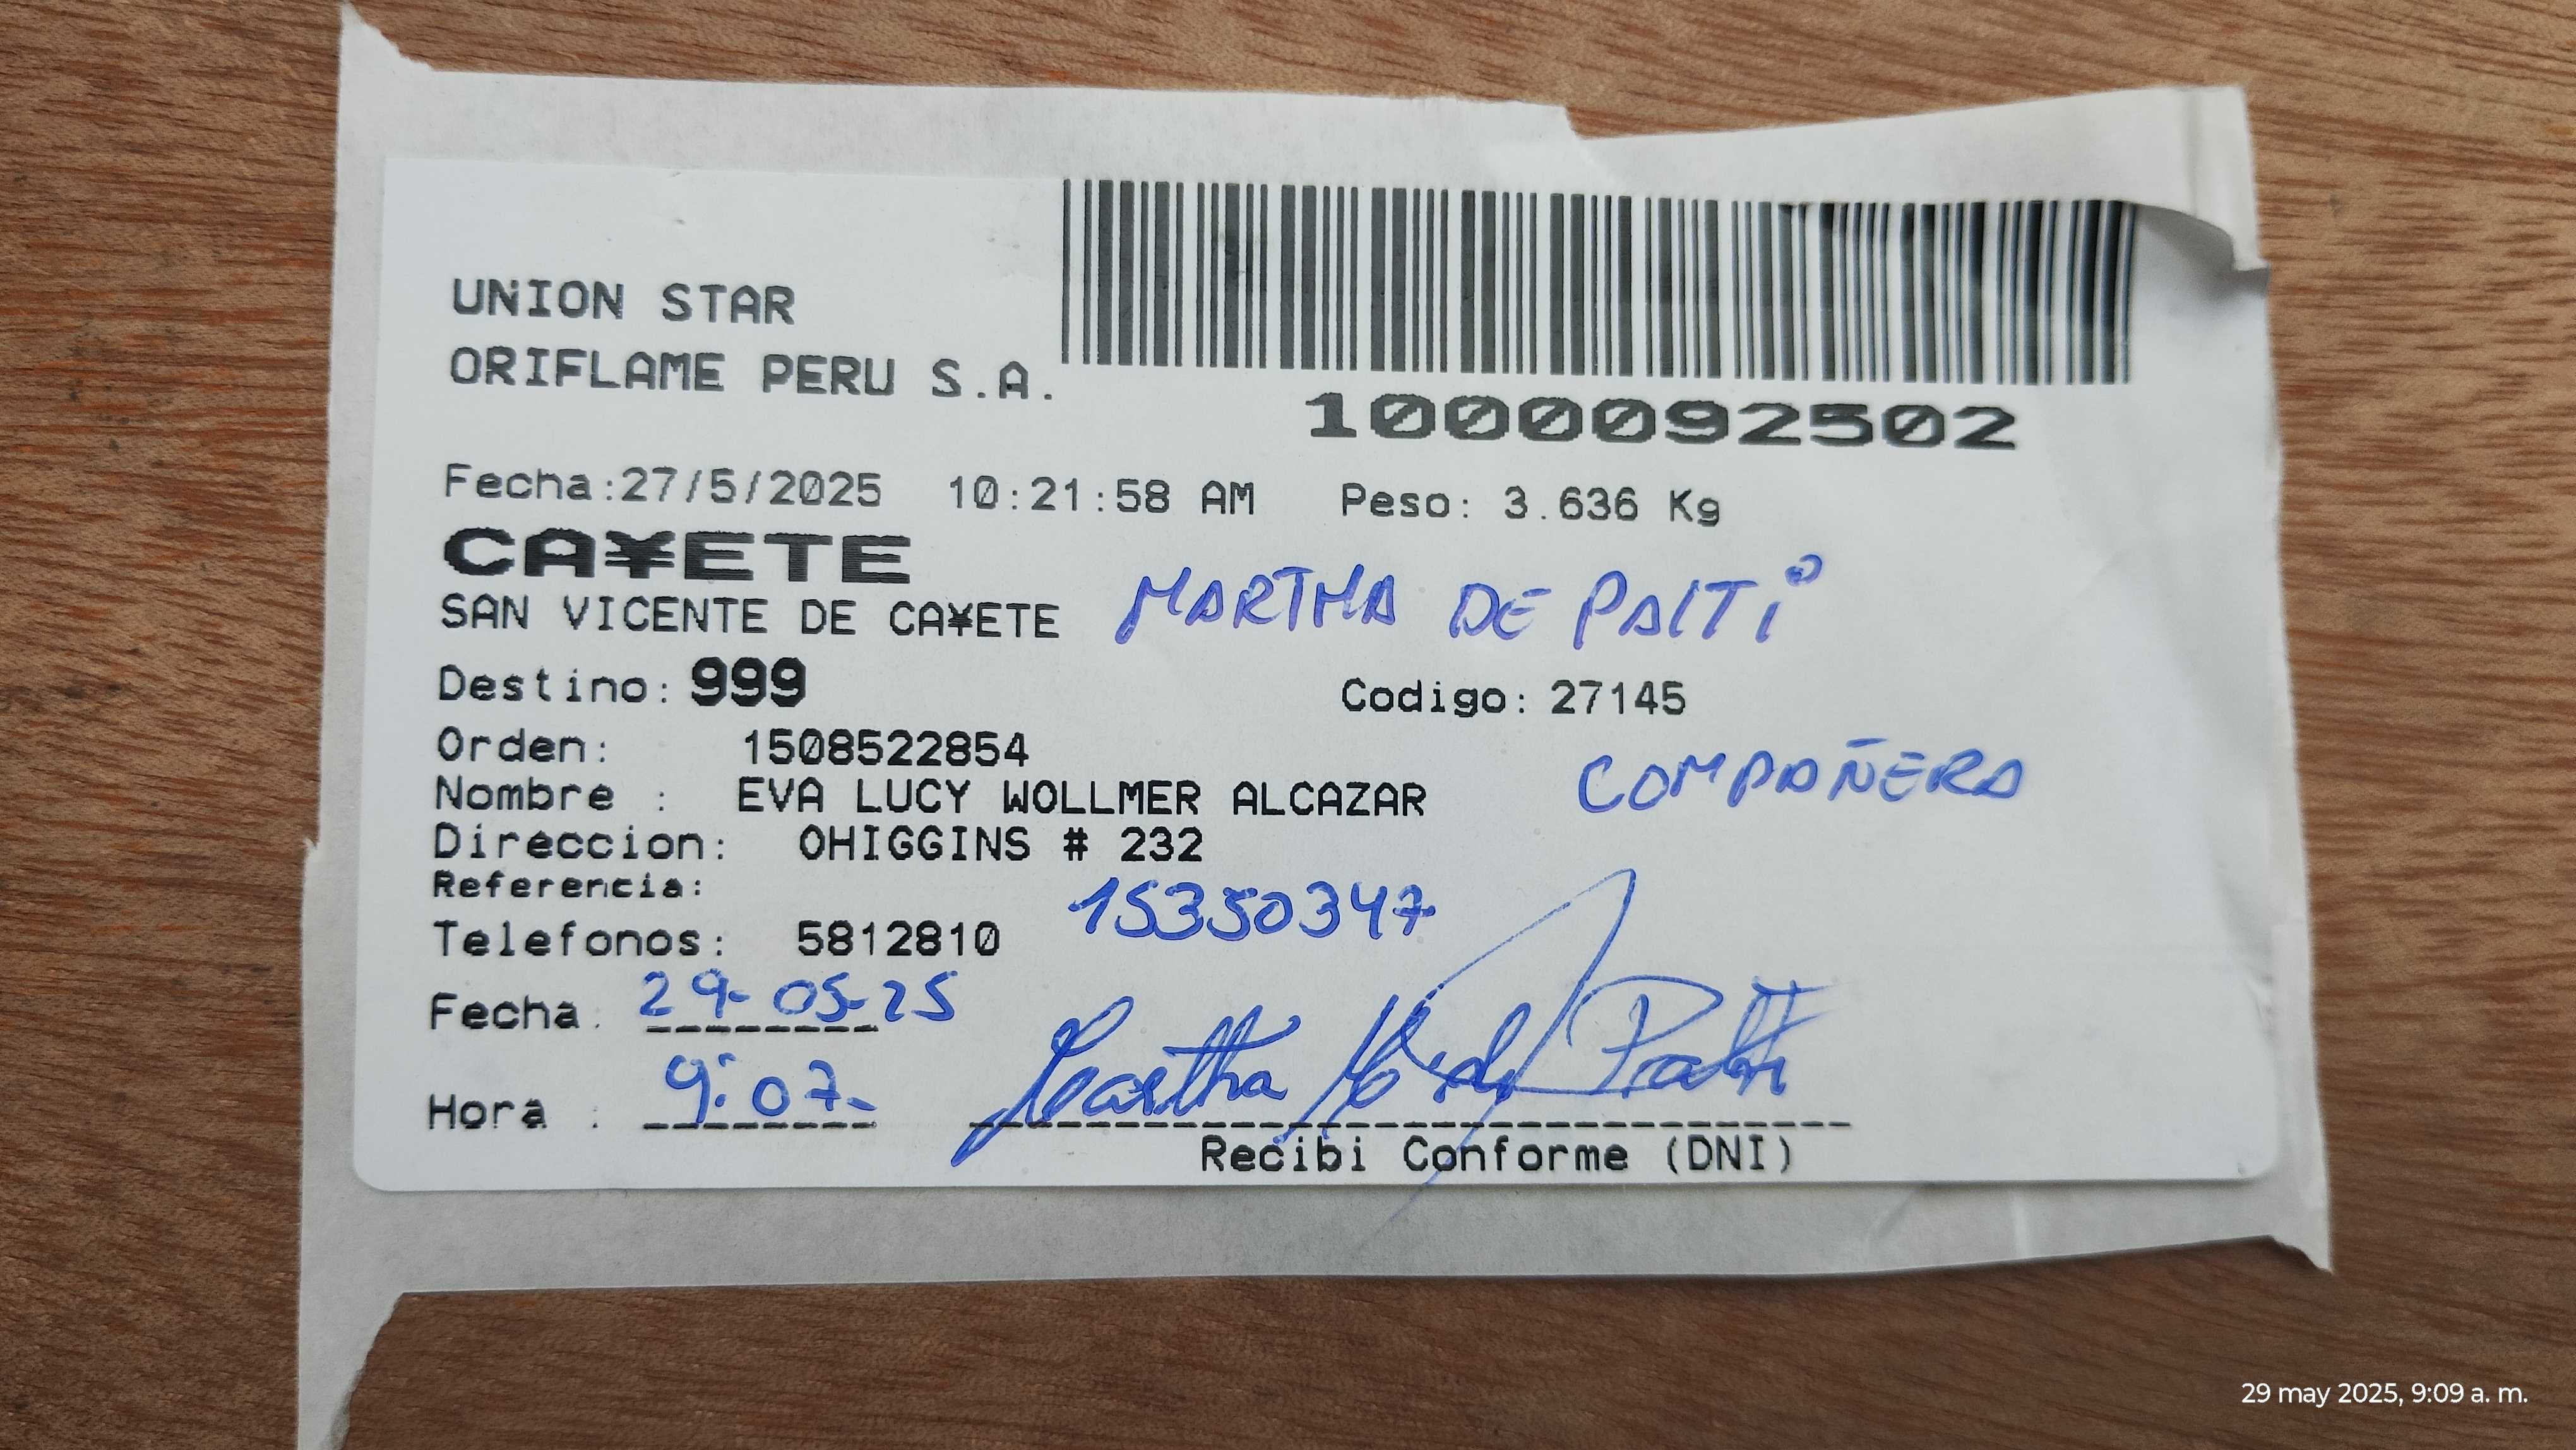 UNION STAR
ORIFLAME PERU S.A.
1000092502
Fecha:27/5/2025 10:21:58 AM Peso: 3.636 Kg
CA¥ETE
SAN VICENTE DE CA¥ETE MARTHA DE PAITI
Destino: 999 Codigo: 27145
Orden: 1508522854
COMPAÑERA
Nombre : EVA LUCY WOLLMER ALCAZAR
Direccion: OHIGGINS # 232
Referencia:
15350347
Telefonos: 5812810
Fecha: 29-05-25
Hora : 9:07- Martha
Recibi Conforme (DNI)
29 may 2025, 9:09 a. m.